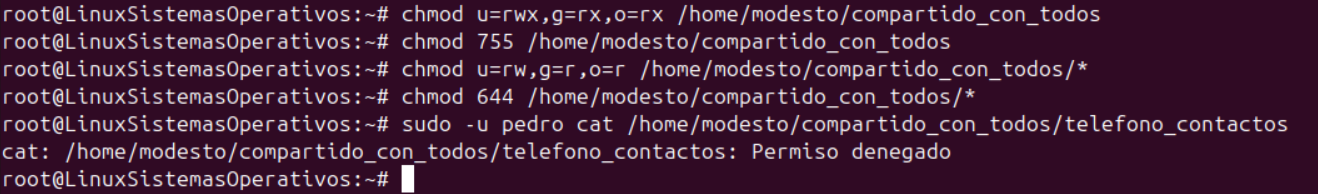 root@LinuxSistemasOperativos:~# chmod u=rwx,g=rx,o=rx /home/modesto/compartido_con_todos
root@LinuxSistemasOperativos:~# chmod 755 /home/modesto/compartido_con_todos
root@LinuxSistemasOperativos:~# chmod u=rw,g=r,o=r /home/modesto/compartido_con_todos/*
root@LinuxSistemasOperativos:~# chmod 644 /home/modesto/compartido_con_todos/*
root@LinuxSistemasOperativos:~# sudo -u pedro cat /home/modesto/compartido_con_todos/telefono_contactos
cat: /home/modesto/compartido_con_todos/telefono_contactos: Permiso denegado
root@LinuxSistemasOperativos:~#